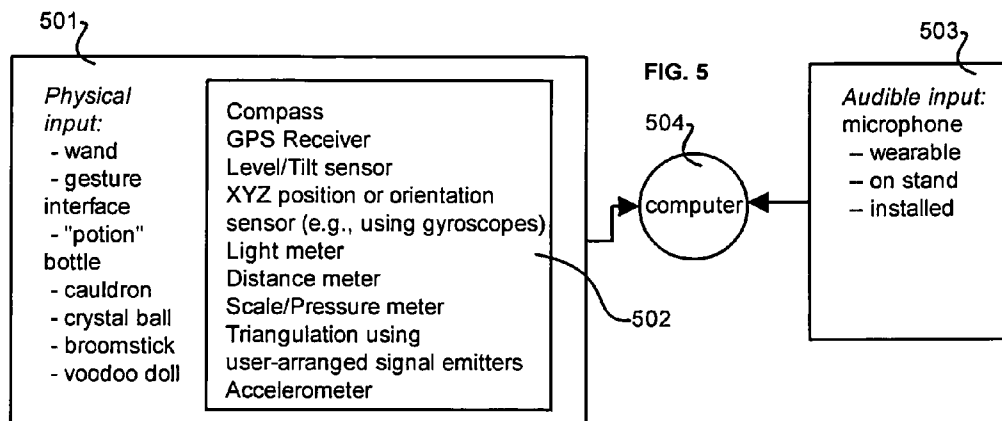 501
Physical
input:
- wand
- gesture
interface
- "potion"
bottle
- cauldron
- crystal ball
- broomstick
- voodoo doll
Compass
GPS Receiver
Level/Tilt sensor
XYZ position or orientation
sensor (e.g., using gyroscopes)
Light meter
Distance meter
Scale/Pressure meter
Triangulation using
user-arranged signal emitters
Accelerometer
502
FIG. 5
504
computer
503
Audible input:
microphone
– wearable
– on stand
– installed